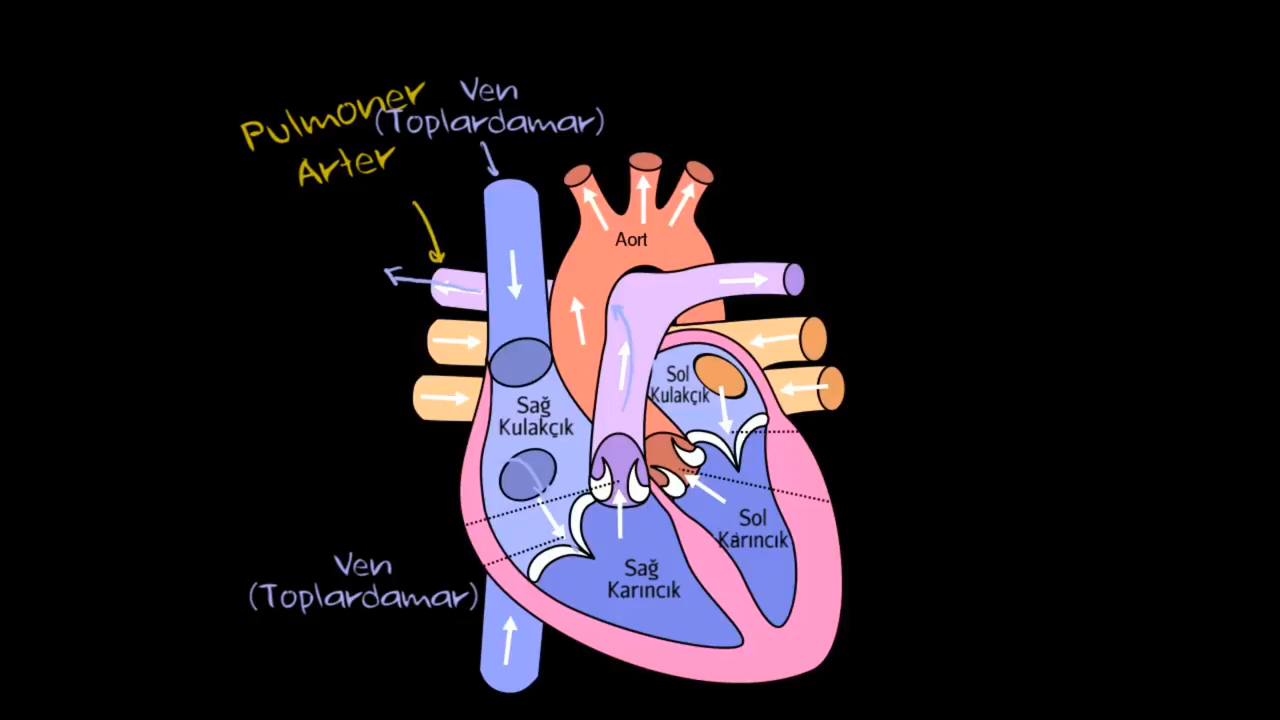 Pulmoner
Arter
Ven
(Toplardamar)
Aort
Sol
Kulakçık
Sağ
Kulakçık
Sol
Karıncık
Ven
(Toplardamar)
Sağ
Karıncık